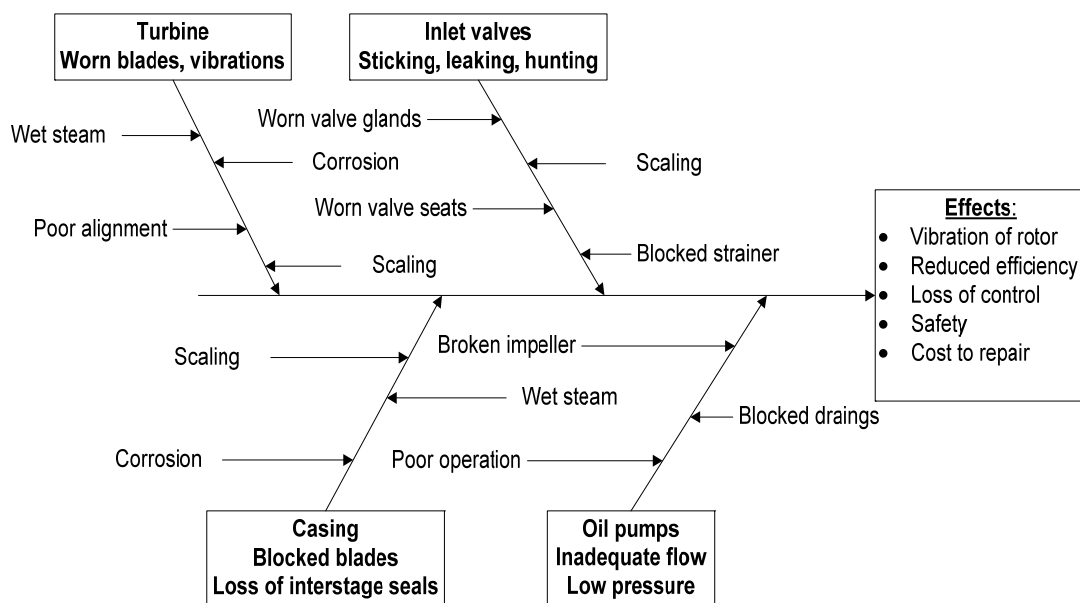 Turbine
Worn blades, vibrations
Inlet valves
Sticking, leaking, hunting
Wet steam
Corrosion
Poor alignment
Scaling
Worn valve glands
Scaling
Worn valve seats
Blocked strainer
Effects:
• Vibration of rotor
• Reduced efficiency
• Loss of control
• Safety
• Cost to repair
Scaling
Wet steam
Corrosion
Broken impeller
Blocked draings
Poor operation
Casing
Blocked blades
Loss of interstage seals
Oil pumps
Inadequate flow
Low pressure